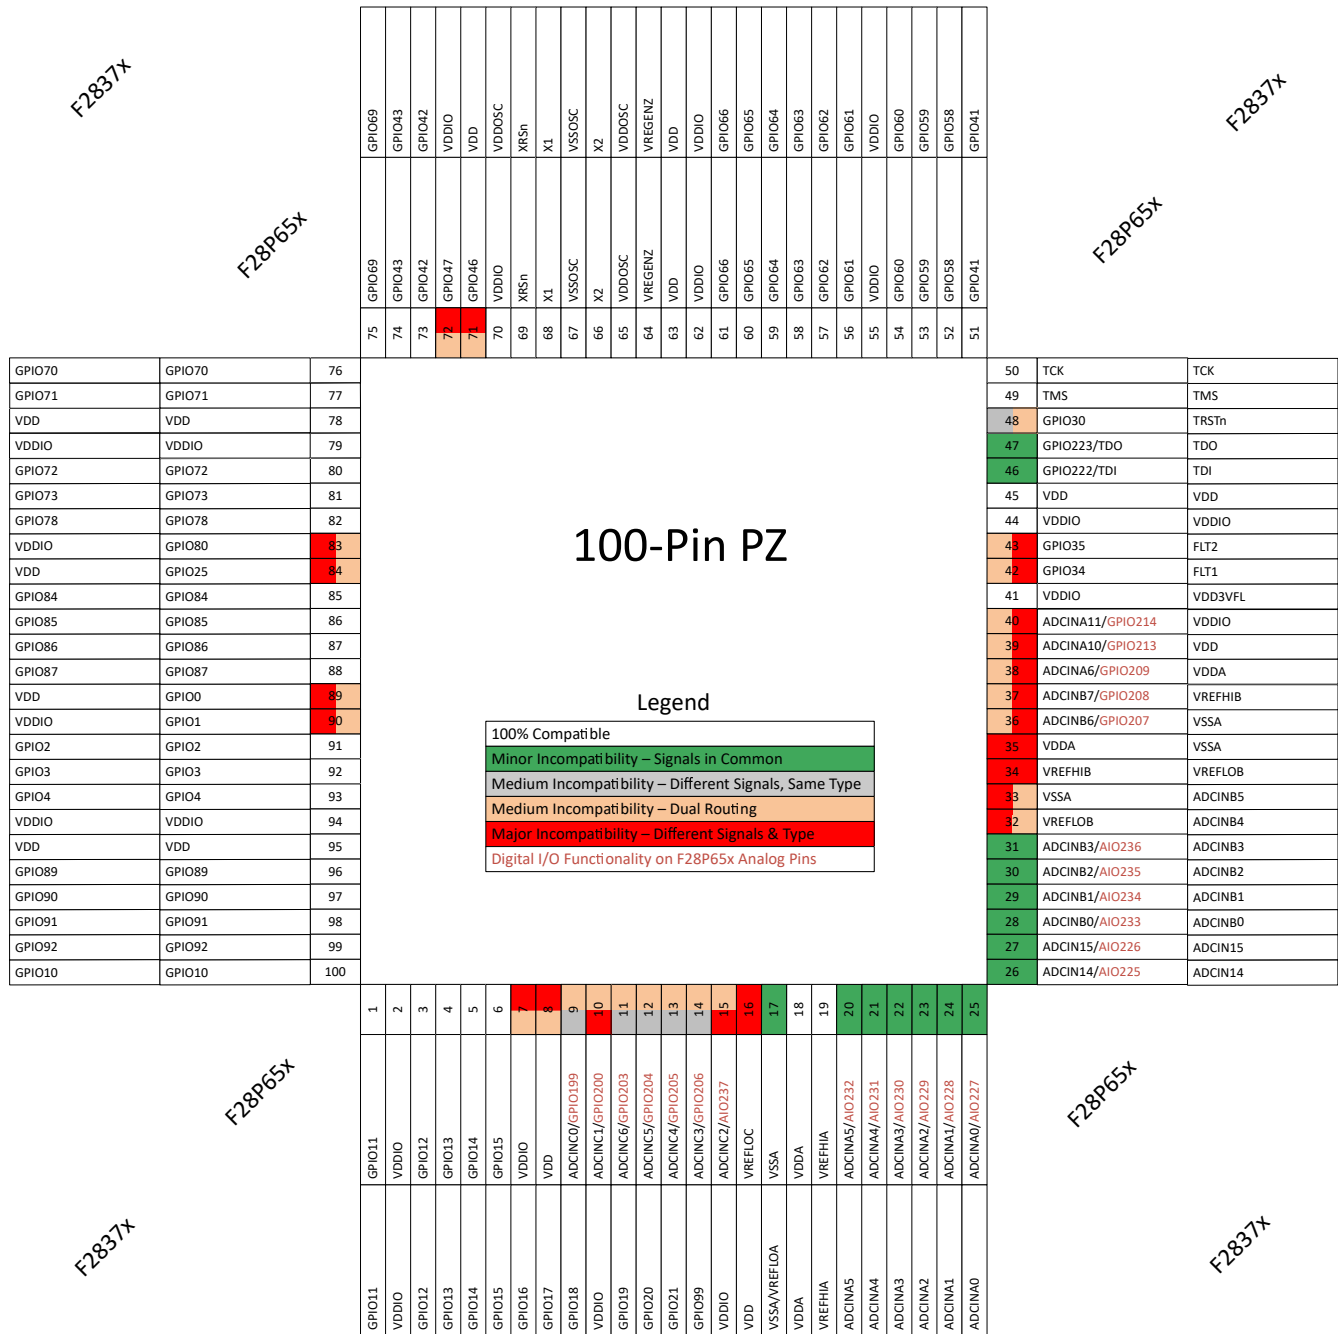 F2837x
F28P65x
GPIO69 GPIO43 GPIO42 VDDIO VDD VDDOSC XRSn X1 VSSOSC X2 VDDOSC VREGENZ VDD VDDIO GPIO66 GPIO65 GPIO64 GPIO63 GPIO62 GPIO61 VDDIO GPIO60 GPIO59 GPIO58 GPIO41
GPIO69 GPIO43 GPIO42 GPIO47 GPIO46 VDDIO XRSn X1 VSSOSC X2 VDDOSC VREGENZ VDD VDDIO GPIO66 GPIO65 GPIO64 GPIO63 GPIO62 GPIO61 VDDIO GPIO60 GPIO59 GPIO58 GPIO41
75 74 73 72 71 70 69 68 67 66 65 64 63 62 61 60 59 58 57 56 55 54 53 52 51
F2837x
F28P65x
GPIO70 GPIO70 76
GPIO71 GPIO71 77
VDD VDD 78
VDDIO VDDIO 79
GPIO72 GPIO72 80
GPIO73 GPIO73 81
GPIO78 GPIO78 82
VDDIO GPIO80 83
VDD GPIO25 84
GPIO84 GPIO84 85
GPIO85 GPIO85 86
GPIO86 GPIO86 87
GPIO87 GPIO87 88
VDD GPIO0 89
VDDIO GPIO1 90
GPIO2 GPIO2 91
GPIO3 GPIO3 92
GPIO4 GPIO4 93
VDDIO VDDIO 94
VDD VDD 95
GPIO89 GPIO89 96
GPIO90 GPIO90 97
GPIO91 GPIO91 98
GPIO92 GPIO92 99
GPIO10 GPIO10 100
100-Pin PZ
Legend
100% Compatible
Minor Incompatibility – Signals in Common
Medium Incompatibility – Different Signals, Same Type
Medium Incompatibility – Dual Routing
Major Incompatibility – Different Signals & Type
Digital I/O Functionality on F28P65x Analog Pins
50 TCK TCK
49 TMS TMS
48 GPIO30 TRSTn
47 GPIO223/TDO TDO
46 GPIO222/TDI TDI
45 VDD VDD
44 VDDIO VDDIO
43 GPIO35 FLT2
42 GPIO34 FLT1
41 VDDIO VDD3VFL
40 ADCINA11/GPIO214 VDDIO
39 ADCINA10/GPIO213 VDD
38 ADCINA6/GPIO209 VDDA
37 ADCINB7/GPIO208 VREFHIB
36 ADCINB6/GPIO207 VSSA
35 VDDA VSSA
34 VREFHIB VREFLOB
33 VSSA ADCINB5
32 VREFLOB ADCINB4
31 ADCINB3/AIO236 ADCINB3
30 ADCINB2/AIO235 ADCINB2
29 ADCINB1/AIO234 ADCINB1
28 ADCINB0/AIO233 ADCINB0
27 ADCIN15/AIO226 ADCIN15
26 ADCIN14/AIO225 ADCIN14
1 2 3 4 5 6 7 8 9 10 11 12 13 14 15 16 17 18 19 20 21 22 23 24 25
GPIO11 VDDIO GPIO12 GPIO13 GPIO14 GPIO15 VDDIO VDD ADCINC0/GPIO199 ADCINC1/GPIO200 ADCINC6/GPIO203 ADCINC5/GPIO204 ADCINC4/GPIO205 ADCINC3/GPIO206 ADCINC2/AIO237 VREFLOC VSSA VDDA VREFHIA ADCINA5/AIO232 ADCINA4/AIO231 ADCINA3/AIO230 ADCINA2/AIO229 ADCINA1/AIO228 ADCINA0/AIO227
GPIO11 VDDIO GPIO12 GPIO13 GPIO14 GPIO15 GPIO16 GPIO17 GPIO18 VDDIO GPIO19 GPIO20 GPIO21 GPIO99 VDDIO VDD VSSA/VREFLOA VDDA VREFHIA ADCINA5 ADCINA4 ADCINA3 ADCINA2 ADCINA1 ADCINA0
F28P65x
F2837x
F28P65x
F2837x